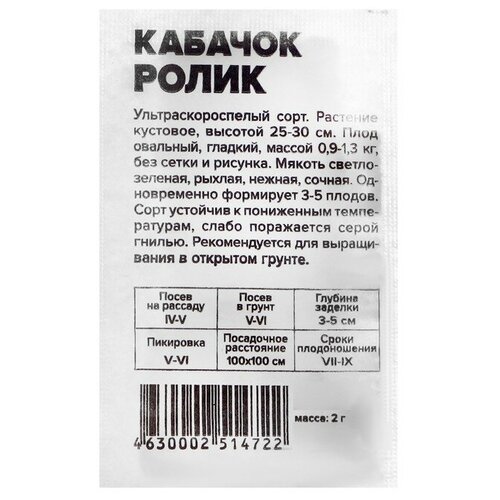 КАБАЧОК
РОЛИК
Ультраскороспелый сорт. Растение
кустовое, высотой 25-30 см. Плод
овальный, гладкий, массой 0,9-1,3 кг,
без сетки и рисунка. Мякоть светло-
зеленая, рыхлая, нежная, сочная. Од-
новременно формирует 3-5 плодов.
Сорт устойчив к пониженным темпе-
ратурам, слабо поражается серой
гнилью. Рекомендуется для выращи-
вания в открытом грунте.
Посев
на рассаду
IV-V
Посев
в грунт
V-VI
Глубина
заделки
3-5 см
Пикировка
V-VI
Посадочное
расстояние
100х100 см
Сроки
плодоношения
VII-IX
4630002 514722
масса: 2 г